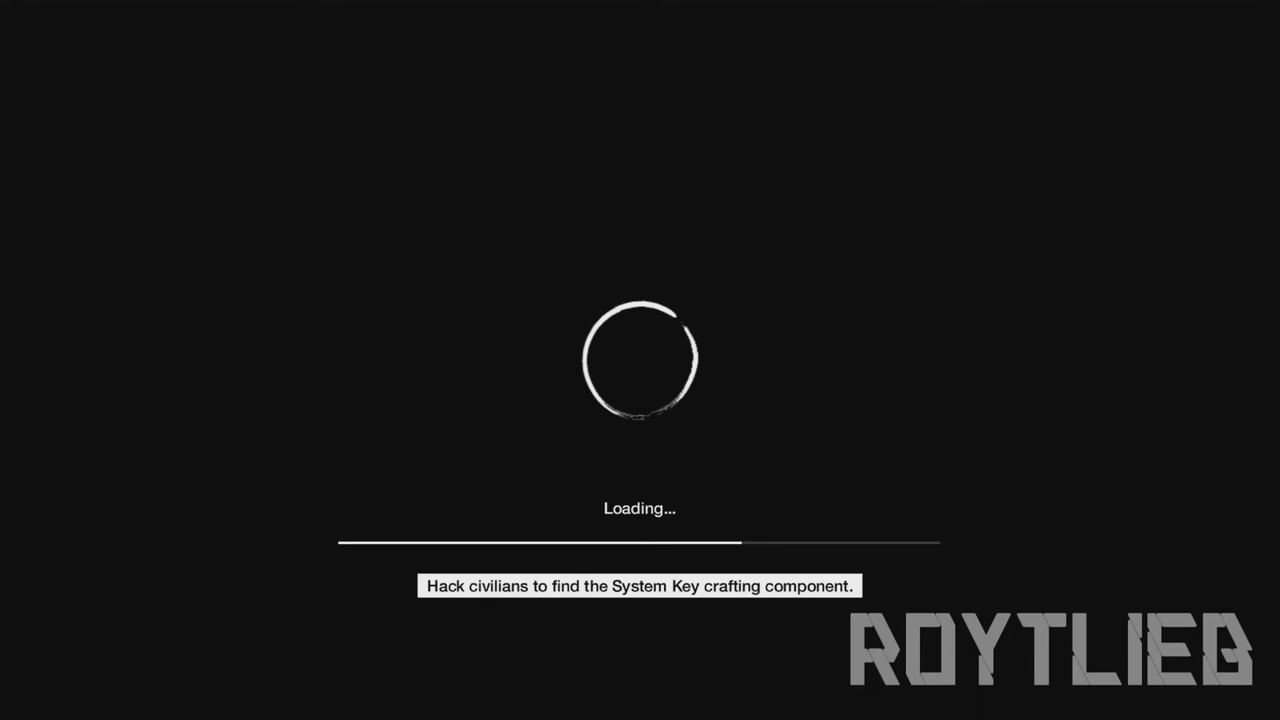 Loading...
Hack civilians to find the System Key crafting component.
ROYTLIEB